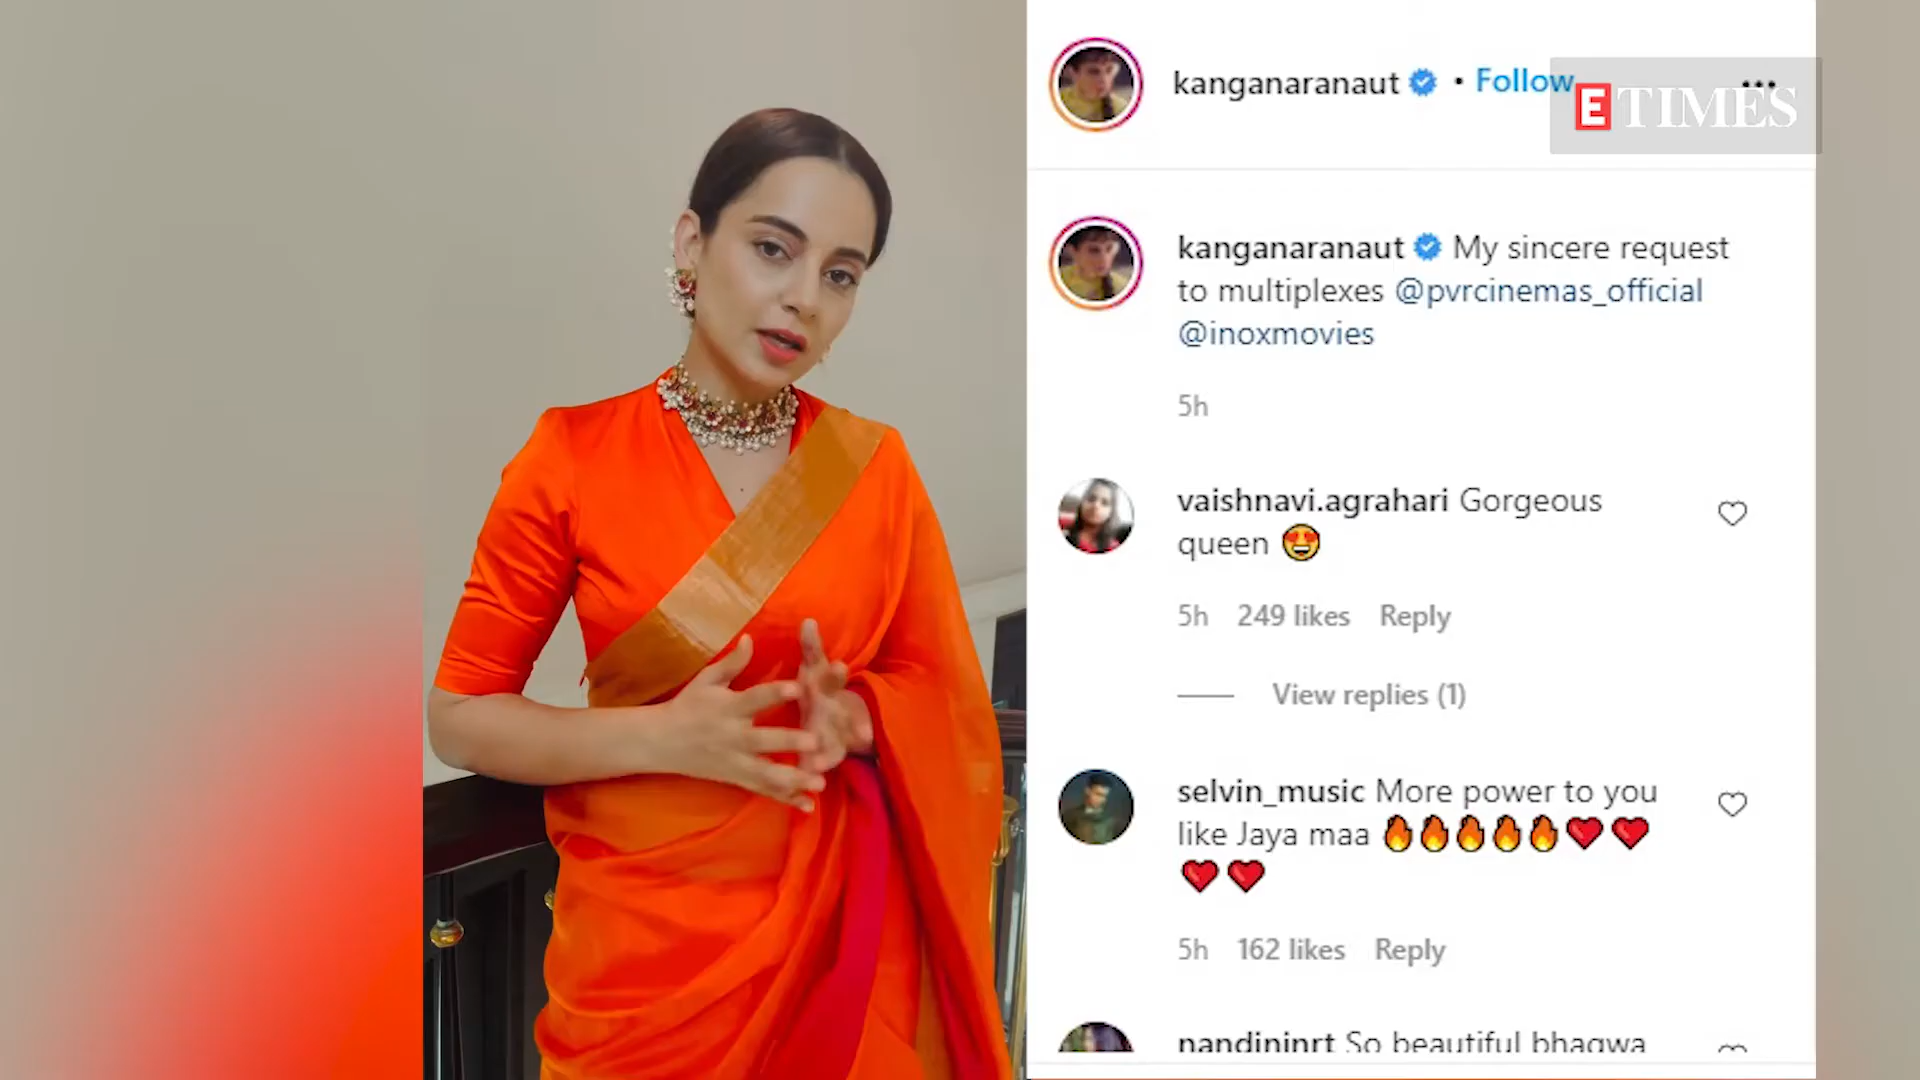 kanganaranaut • Follow
ETIMES
kanganaranaut My sincere request
to multiplexes @pvrcinemas_official
@inoxmovies
5h
vaishnavi.agrahari Gorgeous
queen 😍
5h 249 likes Reply
View replies (1)
selvin_music More power to you
like Jaya maa 🔥🔥🔥🔥🔥❤️❤️
❤️❤️
5h 162 likes Reply
nandininrt So beautiful bhagwa